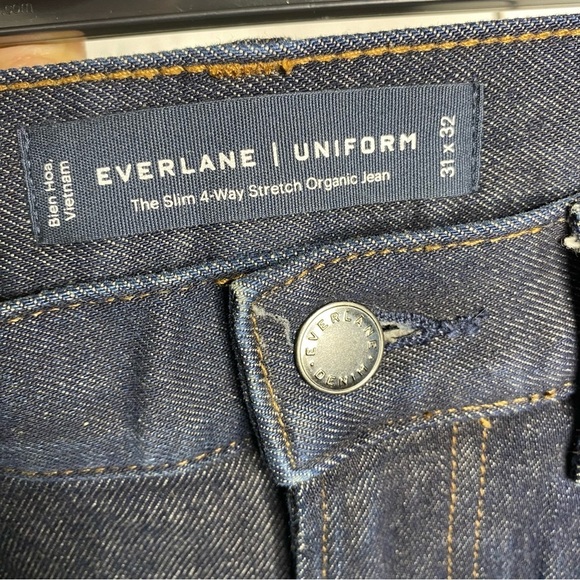 Bien Hoa,
Vietnam
EVERLANE | UNIFORM
The Slim 4-Way Stretch Organic Jean
31 x 32
• EVERLANE •
DENIM